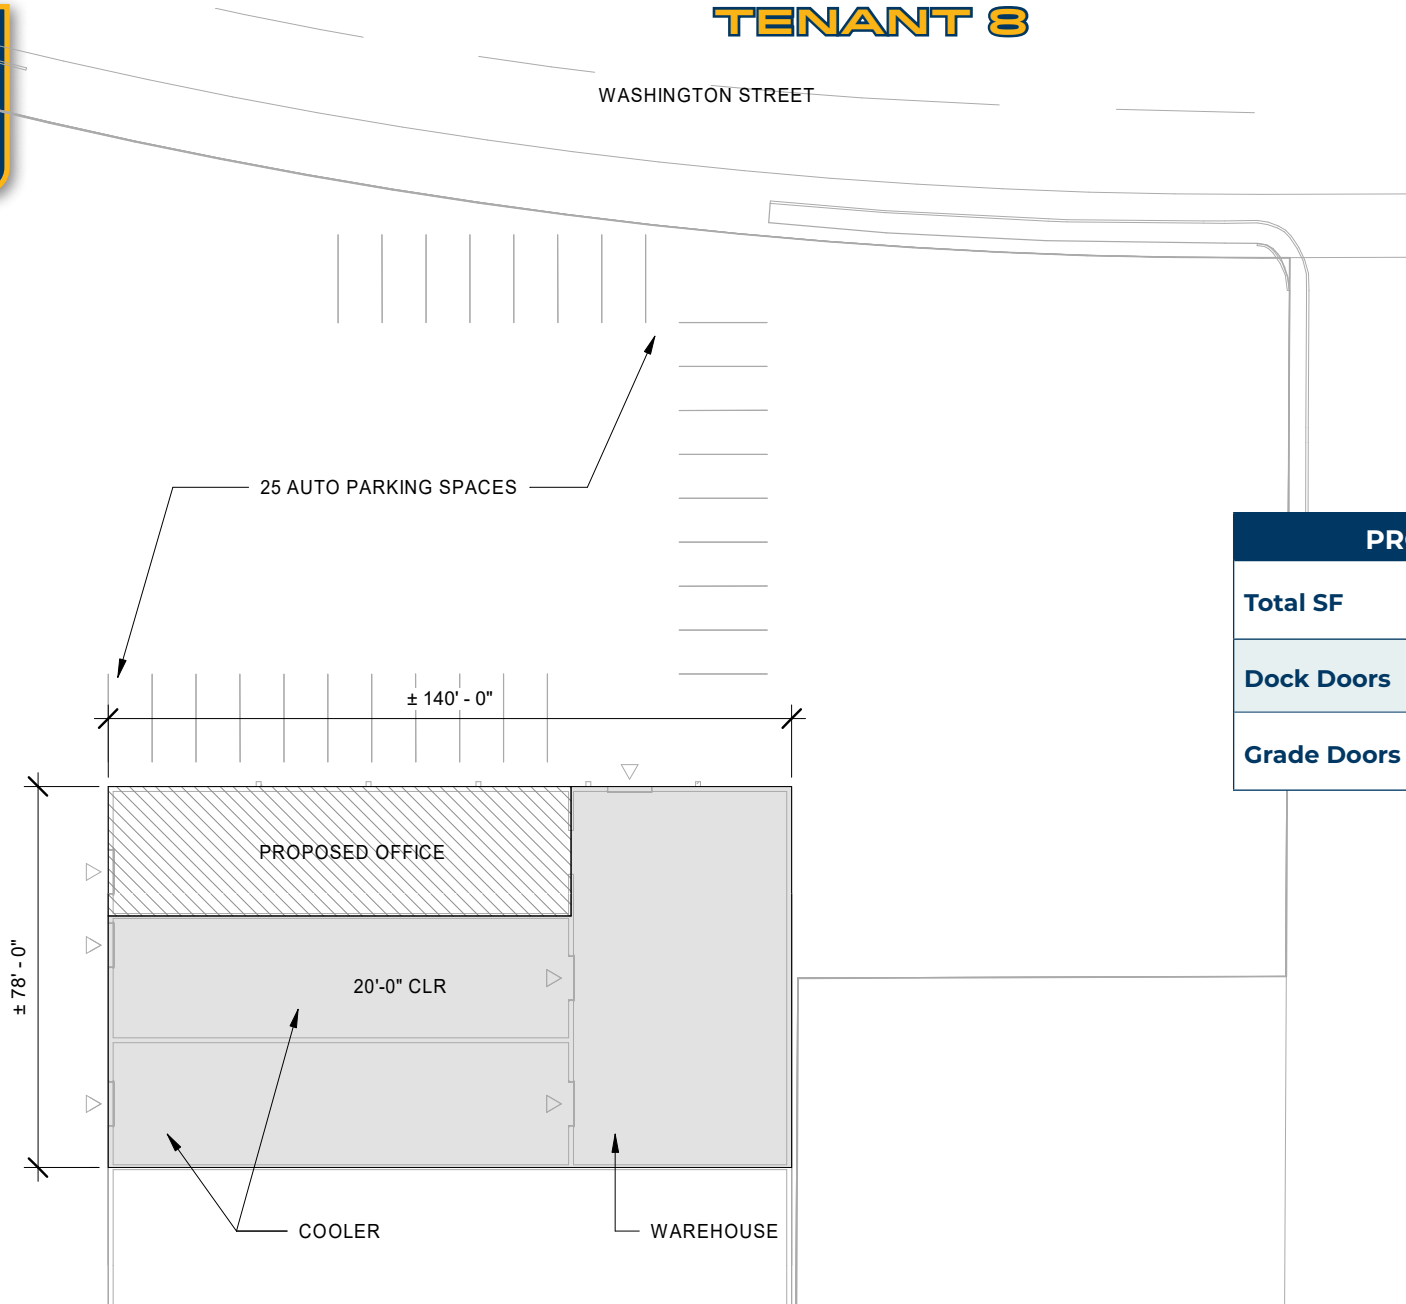 TENANT 8
WASHINGTON STREET
25 AUTO PARKING SPACES
Total SF
Dock Doors
Grade Doors
± 140' - 0"
PROPOSED OFFICE
± 78' - 0"
20'-0" CLR
COOLER
WAREHOUSE